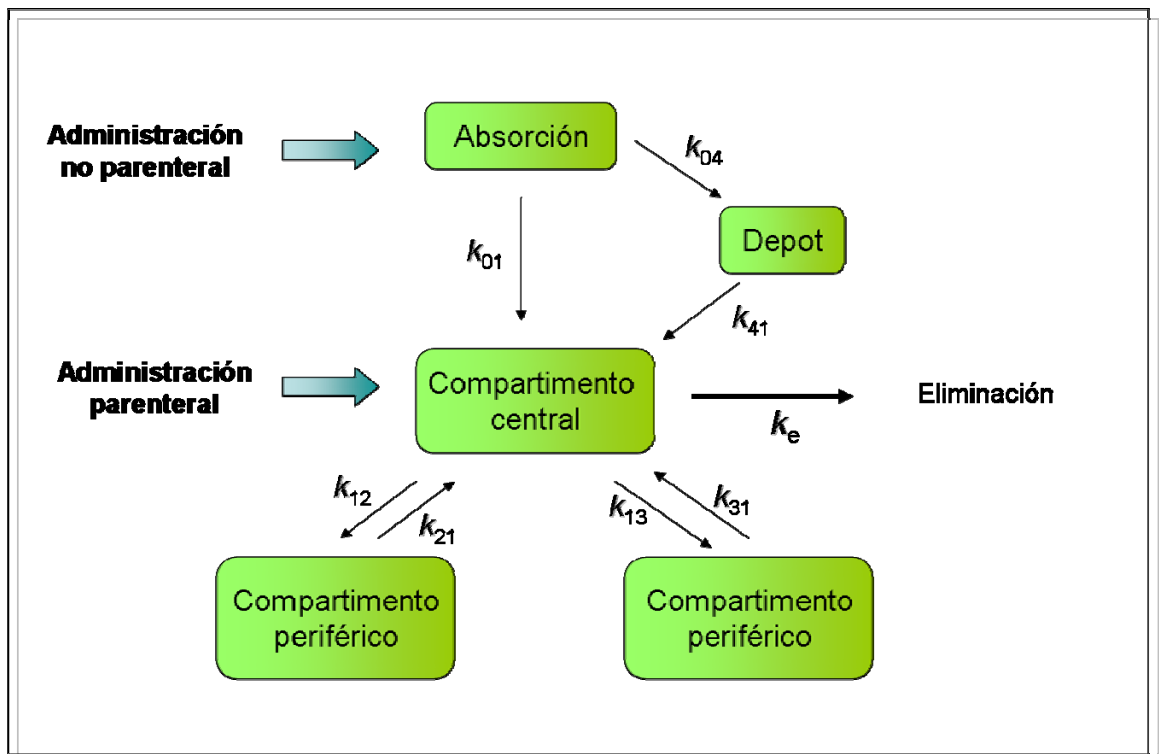 Administración
no parenteral
Absorción
k04
Depot
k01
k41
Administración
parenteral
Compartimento
central
ke
Eliminación
k12
k21
k13
k31
Compartimento
periférico
Compartimento
periférico